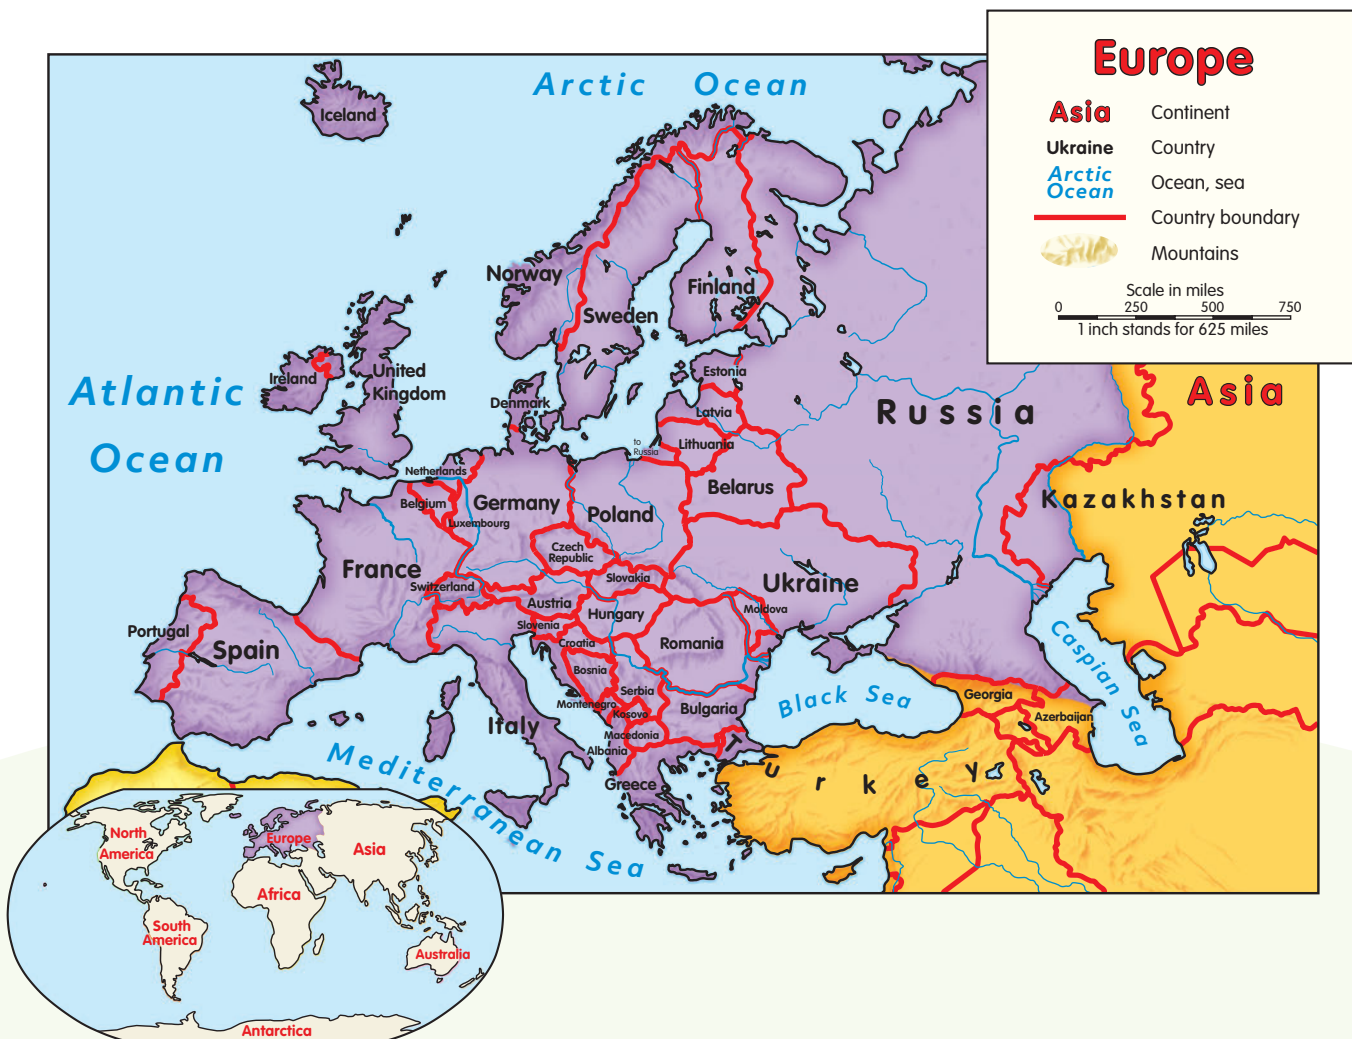 Europe
Asia Continent
Ukraine Country
Arctic
Ocean
Ocean, sea
Country boundary
Mountains
Scale in miles
0 250 500 750
1 inch stands for 625 miles
Arctic Ocean
Iceland
Norway
Finland
Sweden
Atlantic
Ocean
Ireland
United
Kingdom
Denmark
Estonia
Latvia
Lithuania
to
Russia
Russia
Asia
Netherlands
Belgium
Luxembourg
Germany
Poland
Belarus
Kazakhstan
France
Switzerland
Czech
Republic
Slovakia
Ukraine
Austria
Hungary
Moldova
Slovenia
Croatia
Romania
Portugal
Spain
Bosnia
Serbia
Montenegro
Kosovo
Bulgaria
Macedonia
Albania
Italy
Greece
Black Sea
Caspian Sea
Georgia
Azerbaijan
Turkey
Mediterranean Sea
North
America
Europe
Asia
Africa
South
America
Australia
Antarctica